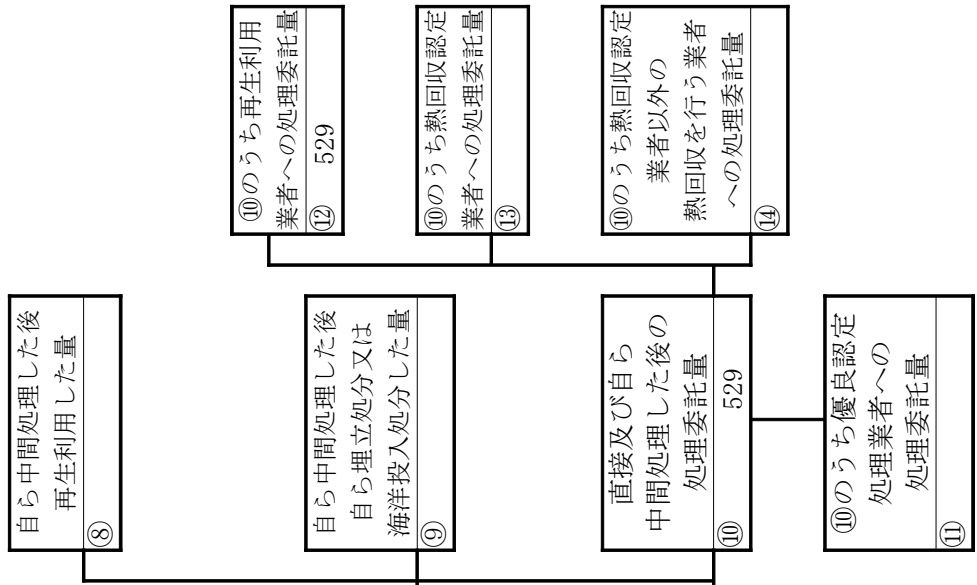 自ら中間処理した後
再生利用した量
⑧
自ら中間処理した後
自ら埋立処分又は
海洋投入処分した量
⑨
直接及び自ら
中間処理した後の
処理委託量
⑩ 529
⑩のうち優良認定
処理業者への
処理委託量
⑪
⑩のうち再生利用
業者への処理委託量
⑫ 529
⑩のうち熱回収認定
業者への処理委託量
⑬
⑩のうち熱回収認定
業者以外の
熱回収を行う業者
への処理委託量
⑭